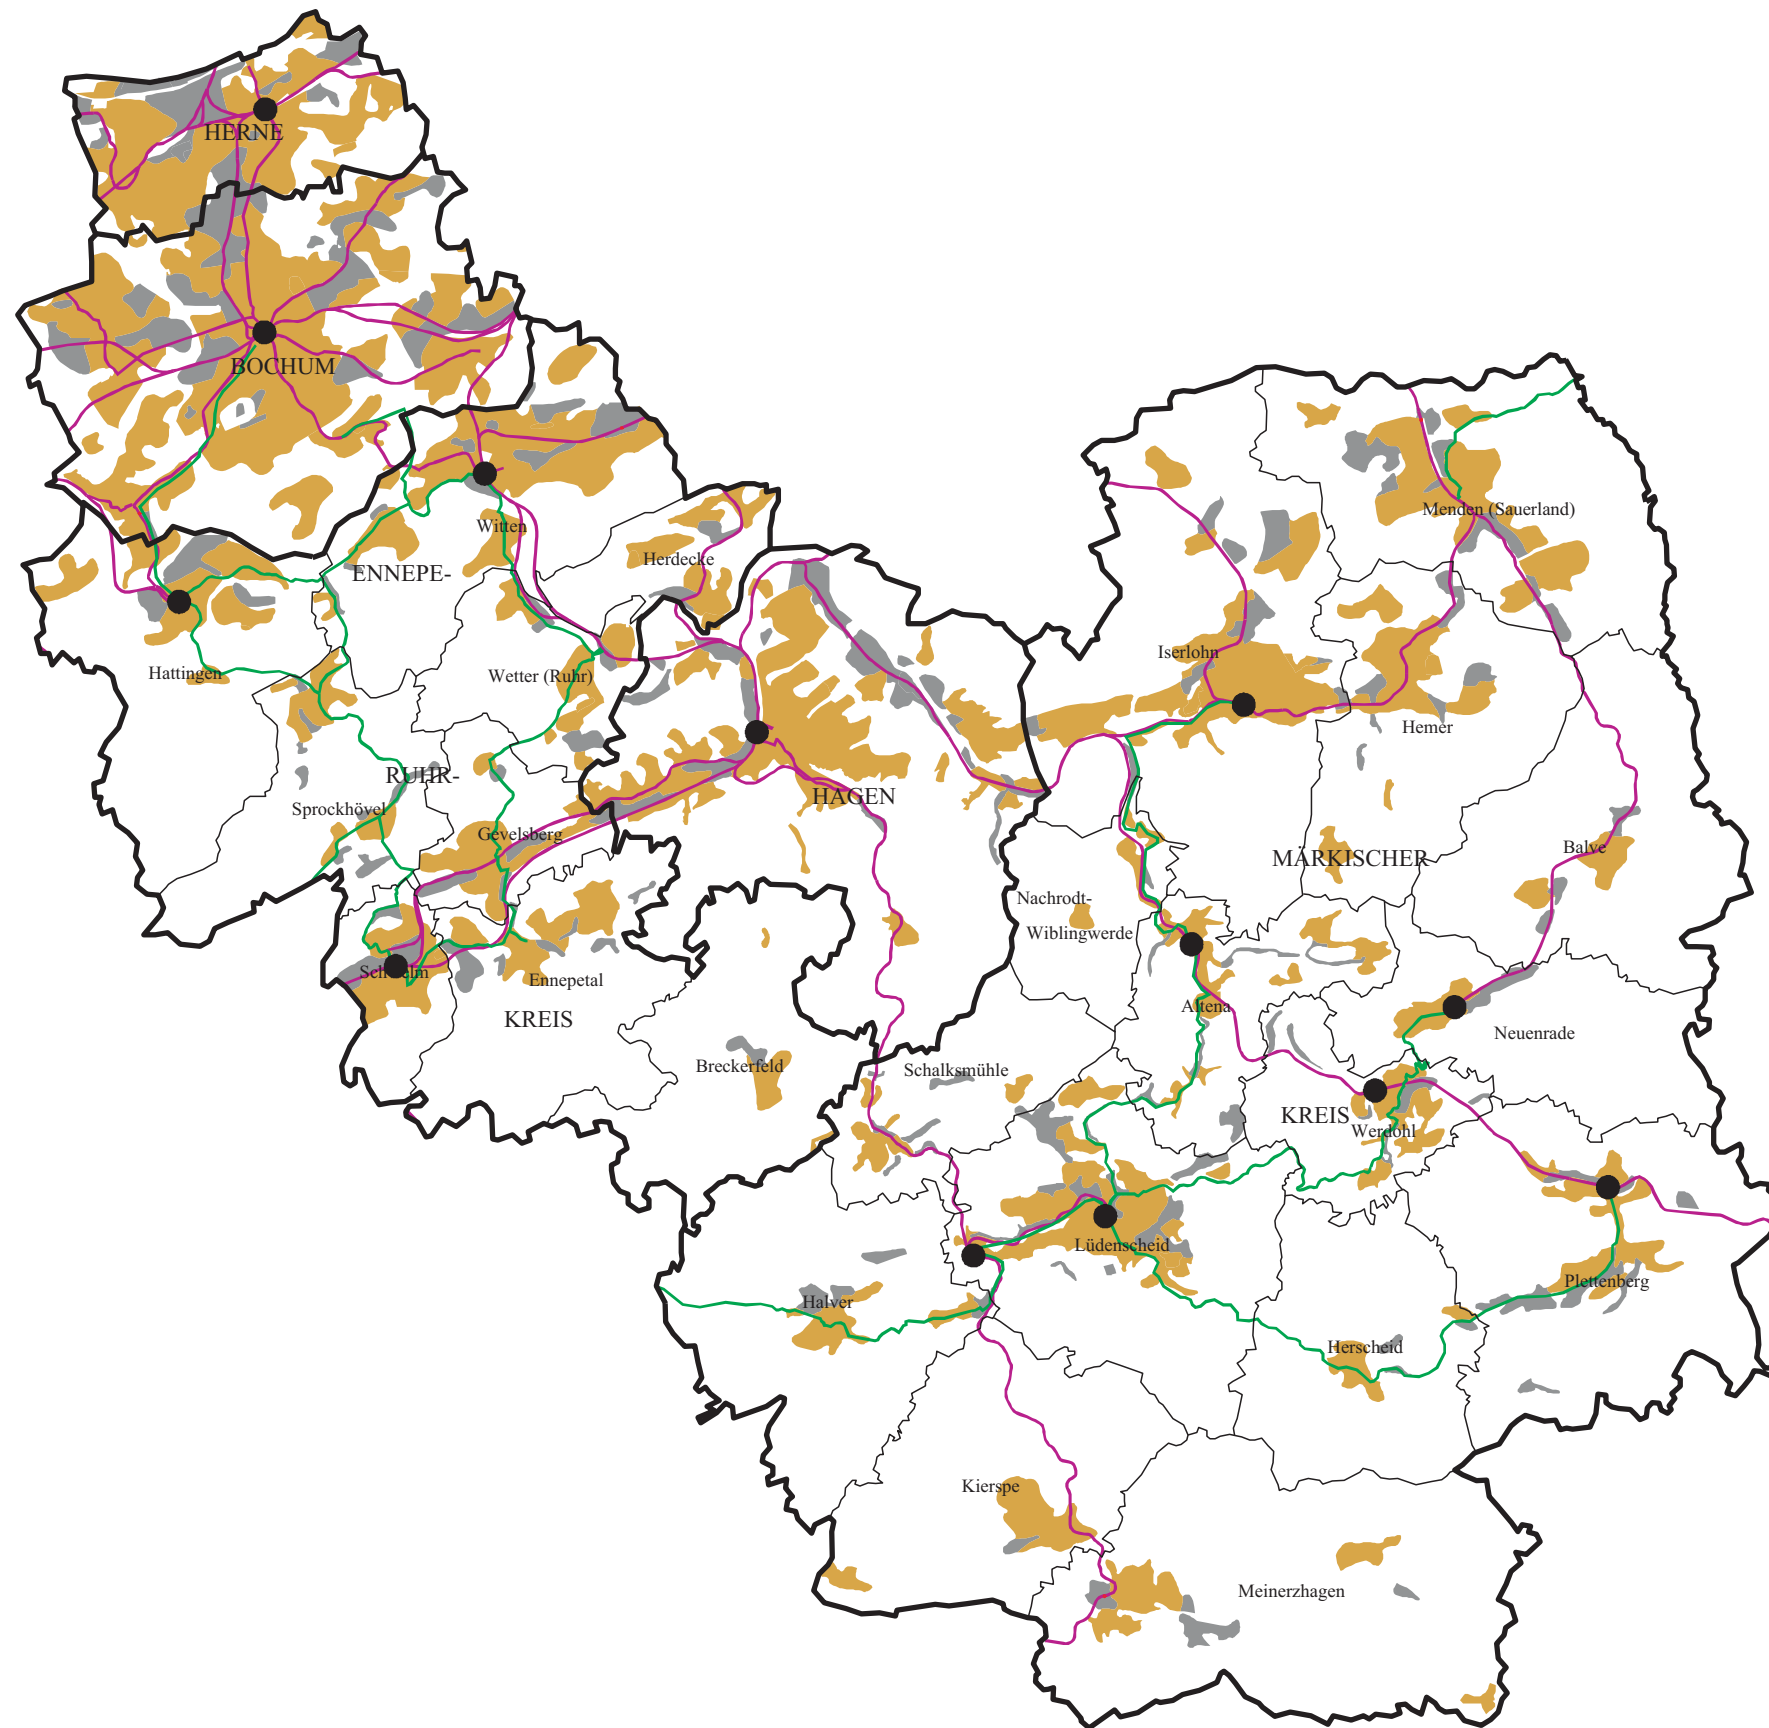 HERNE
BOCHUM
Witten
Herdecke
ENNEPE-
Hattingen
Wetter (Ruhr)
RUHR-
Sprockhövel
Gevelsberg
HAGEN
Schwelm
Ennepetal
KREIS
Breckerfeld
Menden (Sauerland)
Iserlohn
Hemer
MÄRKISCHER
Balve
Nachrodt-
Wiblingwerde
Altena
Neuenrade
Schalksmühle
KREIS
Werdohl
Lüdenscheid
Plettenberg
Halver
Herscheid
Kierspe
Meinerzhagen